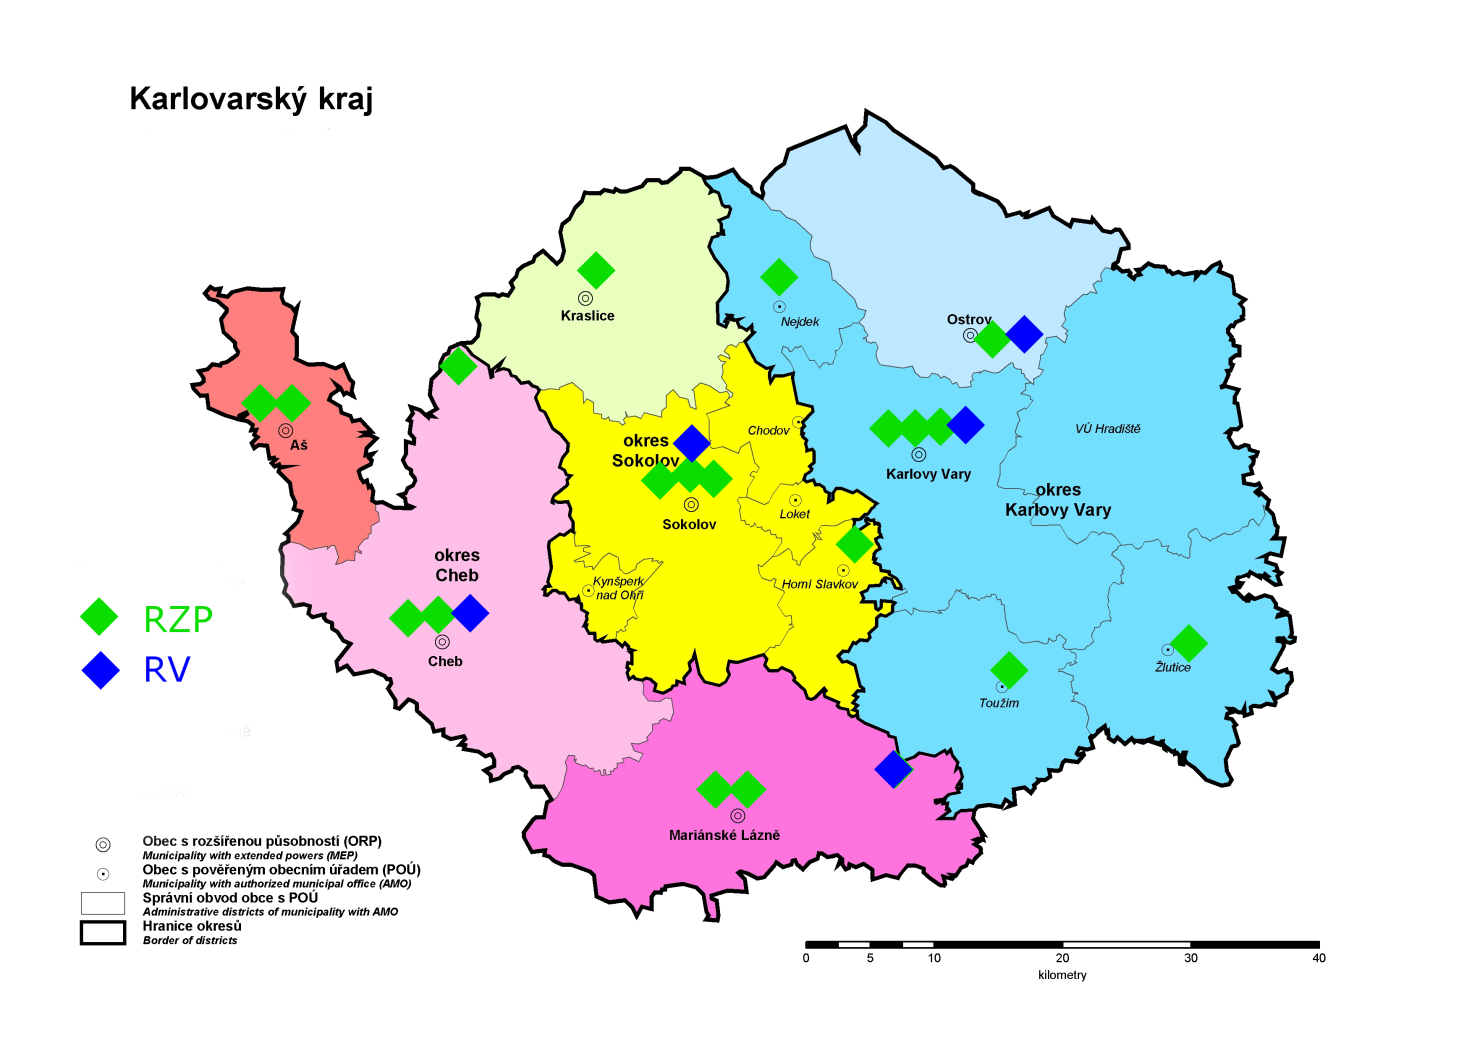 Karlovarský kraj
Kraslice
Nejdek
Ostrov
Aš
okres
Sokolov
Chodov
VÚ Hradiště
Karlovy Vary
okres
Karlovy Vary
Sokolov
Loket
okres
Cheb
Kynšperk
nad Ohří
Horní Slavkov
Cheb
Toužim
Žlutice
Mariánské Lázně
RZP
RV
Obec s rozšířenou působností (ORP)
Municipality with extended powers (MEP)
Obec s pověřeným obecním úřadem (POÚ)
Municipality with authorized municipal office (AMO)
Správní obvod obce s POÚ
Administrative districts of municipality with AMO
Hranice okresů
Border of districts
0 5 10 20 30 40
kilometry